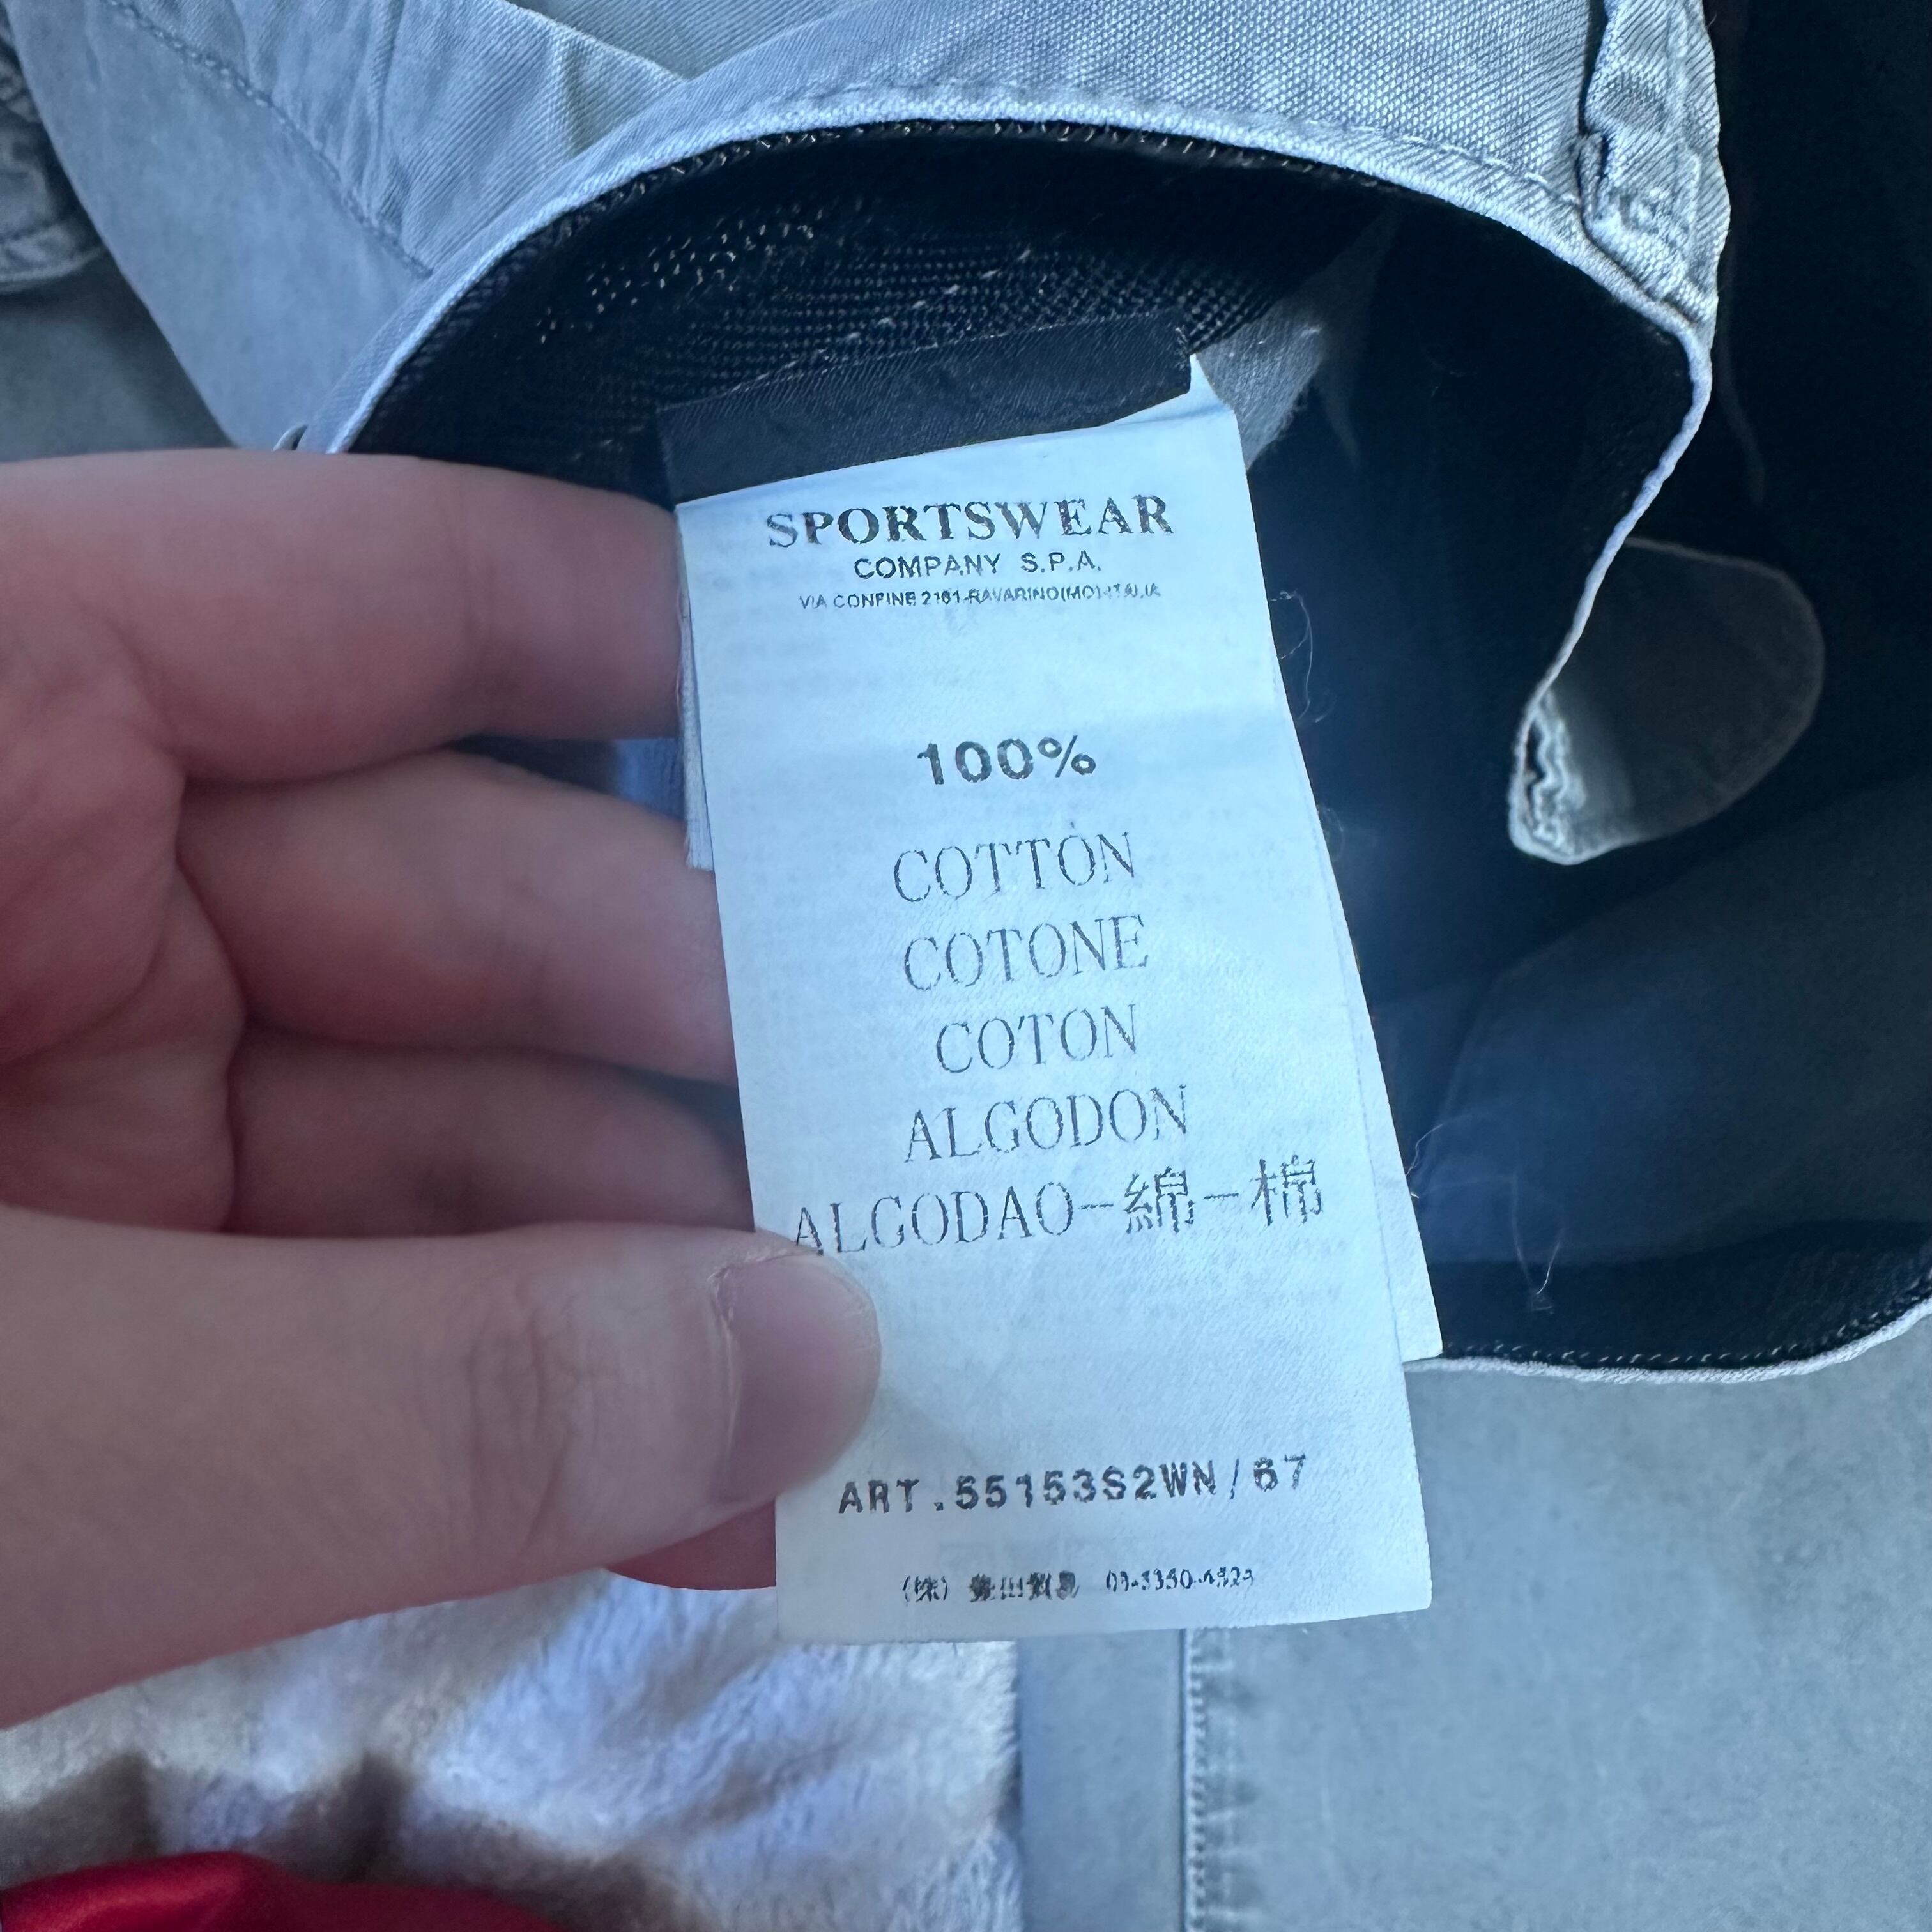 SPORTSWEAR
COMPANY S.P.A.
VIA CONFINE 2161-RAVARINO(MO)-ITALIA
100%
COTTON
COTONE
COTON
ALGODON
ALGODAO-綿-棉
ART.55153S2WN/67
(株)